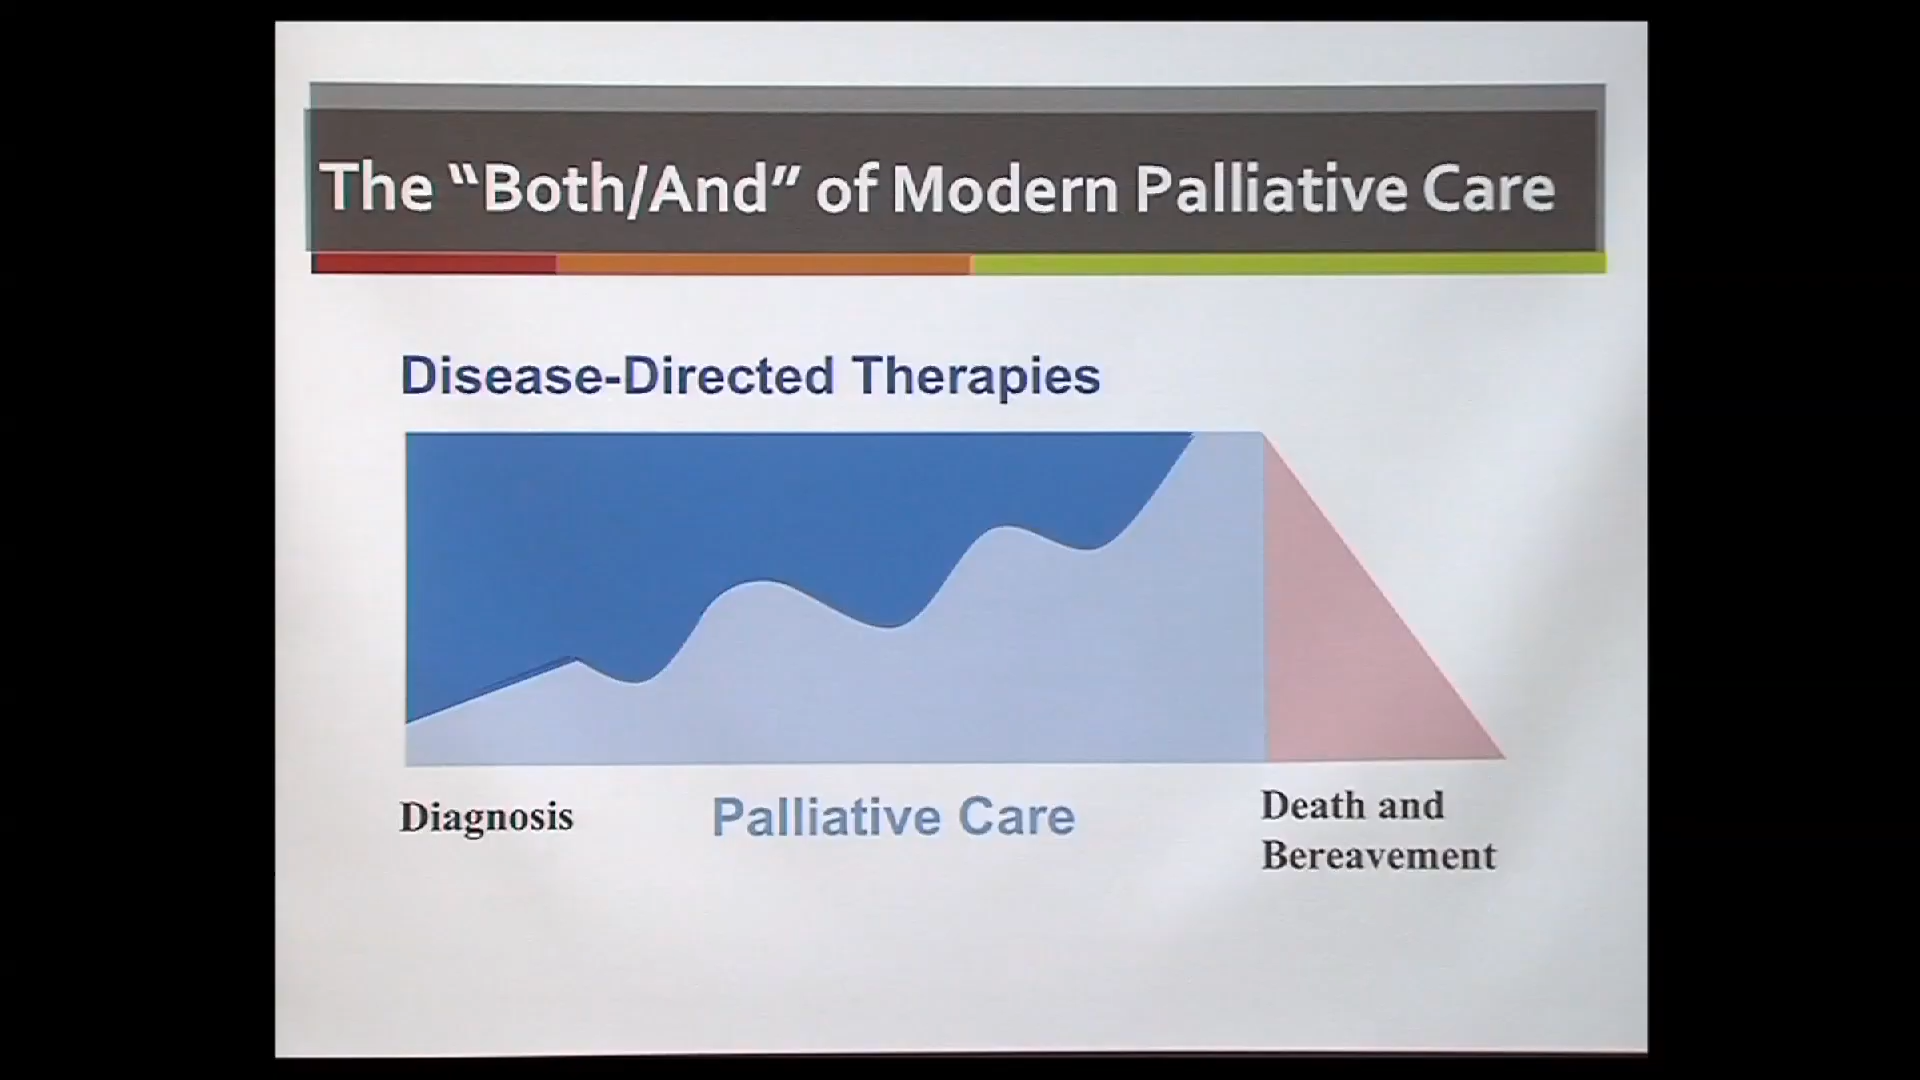 The “Both/And” of Modern Palliative Care
Disease-Directed Therapies
Diagnosis
Palliative Care
Death and
Bereavement